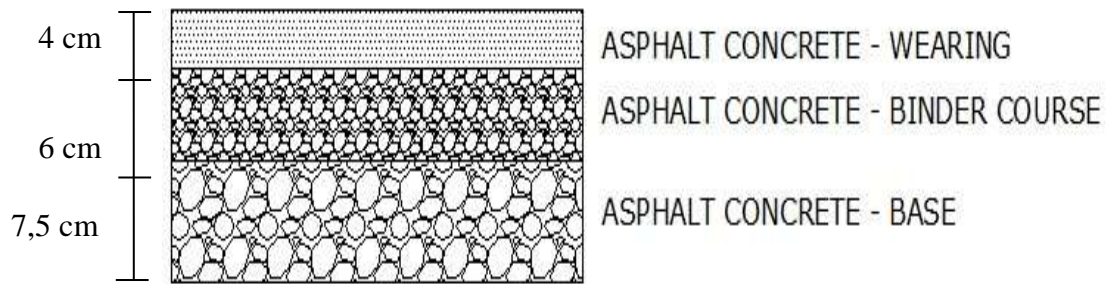 4 cm
ASPHALT CONCRETE - WEARING
ASPHALT CONCRETE - BINDER COURSE
6 cm
7,5 cm
ASPHALT CONCRETE - BASE